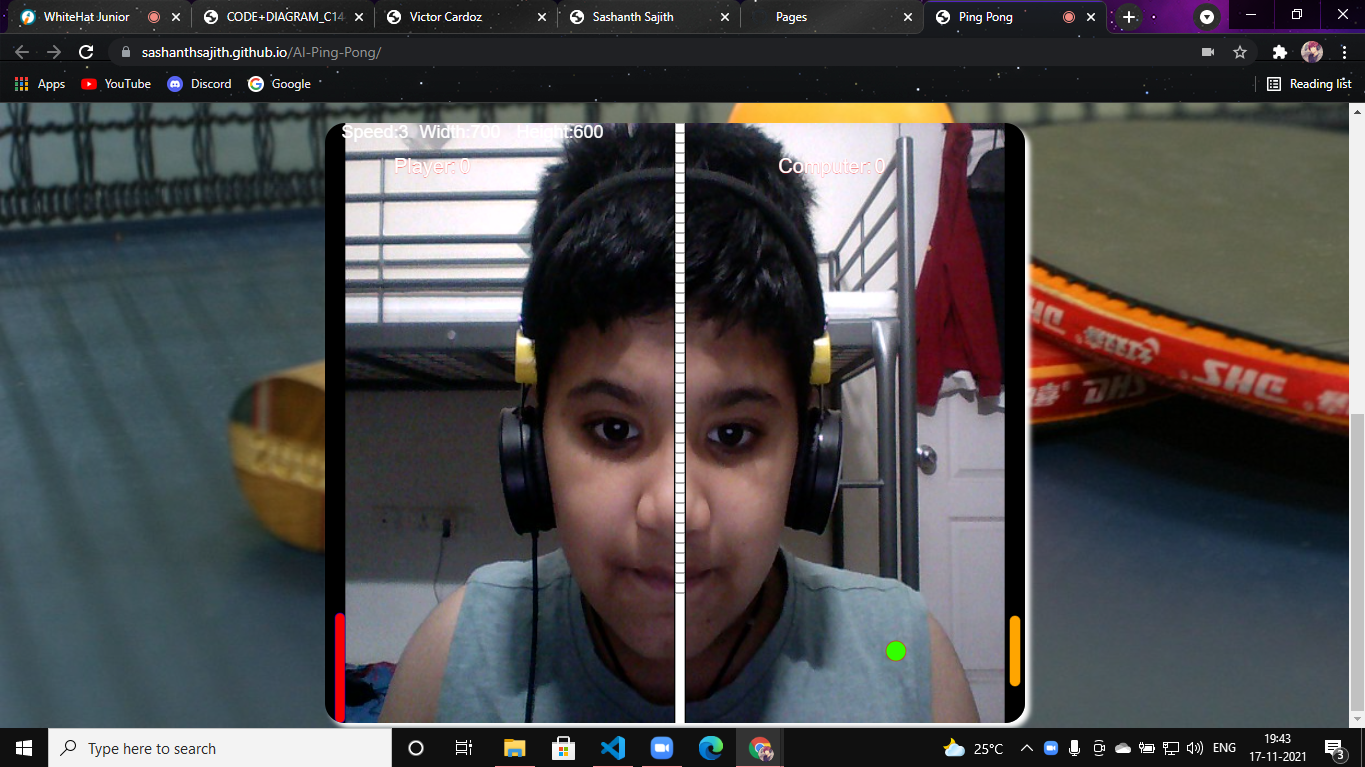 WhiteHat Junior
CODE+DIAGRAM_C14
Victor Cardoz
Sashanth Sajith
Pages
Ping Pong
sashanthsajith.github.io/AI-Ping-Pong/
Apps
YouTube
Discord
Google
Reading list
Speed:3 Width:700 Height:600
Player: 0
Computer: 0
DHS
DHS
Type here to search
25°C
ENG
19:43
17-11-2021
3